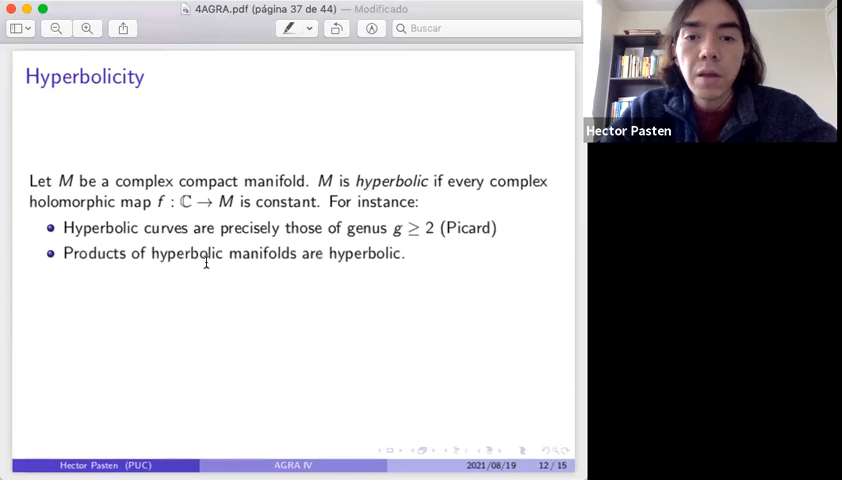 4AGRA.pdf (página 37 de 44) — Modificado
Buscar
Hyperbolicity
Let M be a complex compact manifold. M is hyperbolic if every complex
holomorphic map f : ℂ → M is constant. For instance:
Hyperbolic curves are precisely those of genus g ≥ 2 (Picard)
Products of hyperbolic manifolds are hyperbolic.
Hector Pasten (PUC) AGRA IV 2021/08/19 12 / 15
Hector Pasten